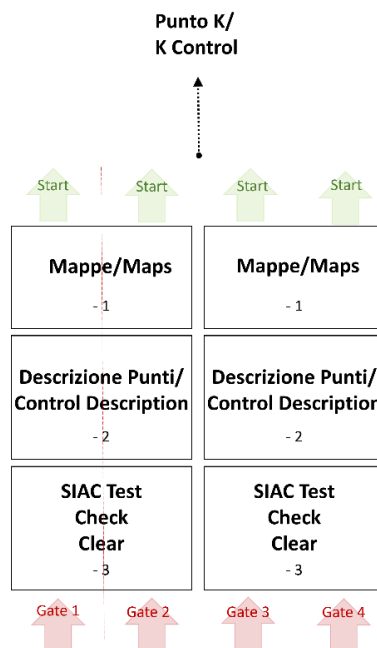 Punto K/
K Control
Start Start Start Start
Mappe/Maps Mappe/Maps
- 1 - 1
Descrizione Punti/ Descrizione Punti/
Control Description Control Description
- 2 - 2
SIAC Test SIAC Test
Check Check
Clear Clear
- 3 - 3
Gate 1 Gate 2 Gate 3 Gate 4